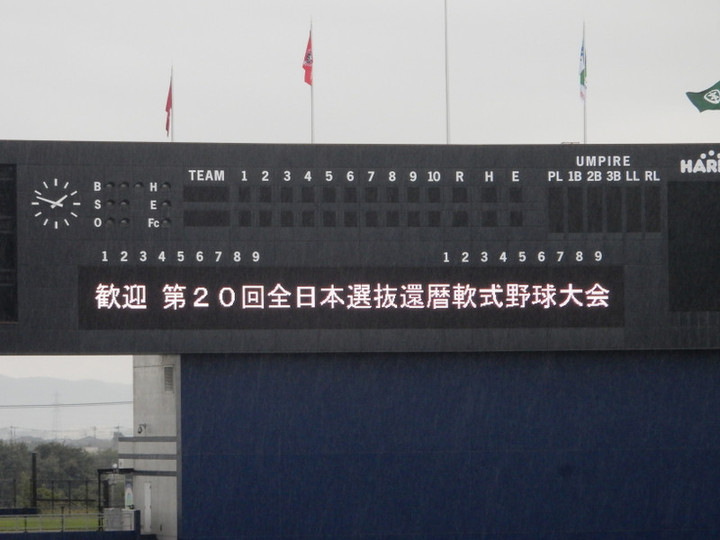 UMPIRE
HAR
B H TEAM 1 2 3 4 5 6 7 8 9 10 R H E PL 1B 2B 3B LL RL
S E
O Fc
1 2 3 4 5 6 7 8 9 1 2 3 4 5 6 7 8 9
歓迎 第20回全日本選抜還暦軟式野球大会